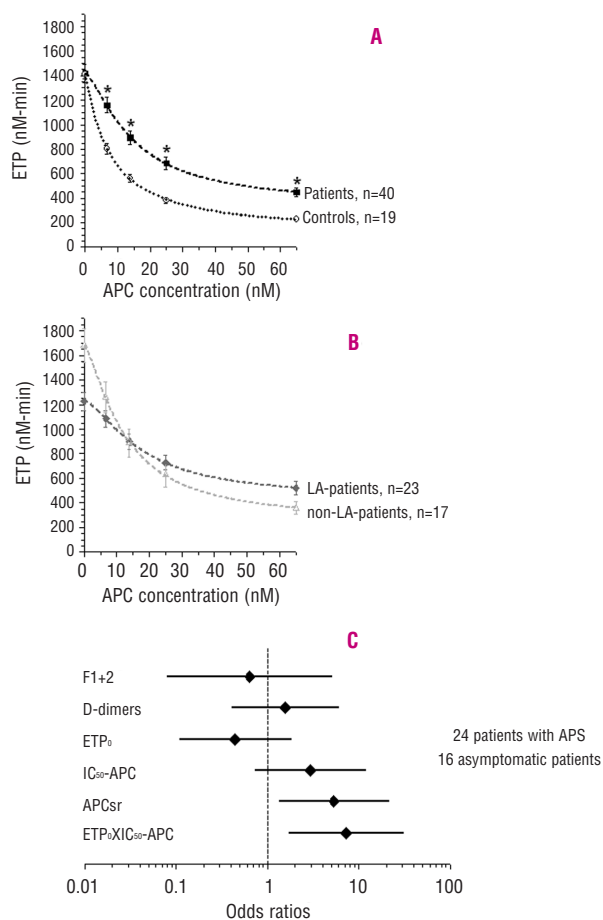 A
ETP (nM-min)
1800
1600
1400
1200
1000
800
600
400
200
0
* * * *
Patients, n=40
Controls, n=19
0 10 20 30 40 50 60
APC concentration (nM)
B
ETP (nM-min)
1800
1600
1400
1200
1000
800
600
400
200
0
LA-patients, n=23
non-LA-patients, n=17
0 10 20 30 40 50 60
APC concentration (nM)
C
F1+2
D-dimers
ETP₀
IC₅₀-APC
APCsr
ETP₀XIC₅₀-APC
24 patients with APS
16 asymptomatic patients
0.01 0.1 1 10 100
Odds ratios